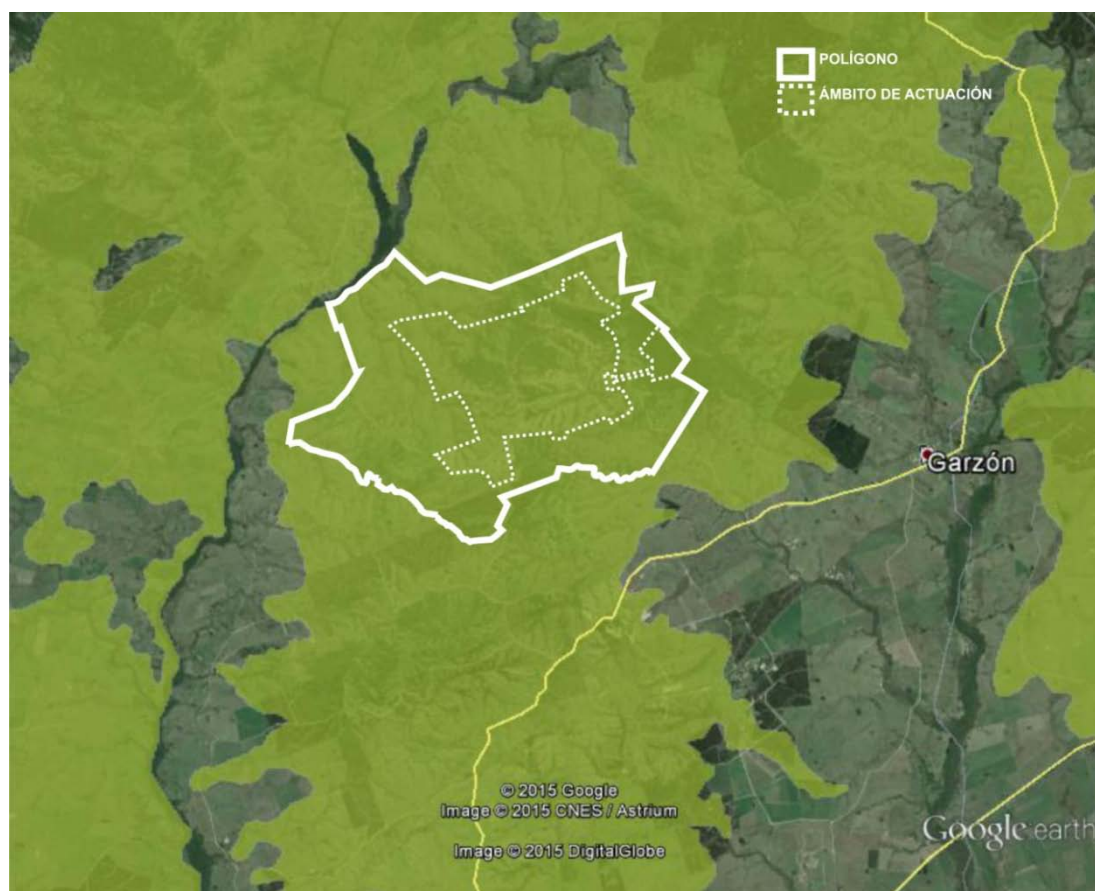 POLÍGONO
ÁMBITO DE ACTUACIÓN
Garzón
© 2015 Google
Image © 2015 CNES / Astrium
Image © 2015 DigitalGlobe
Google earth